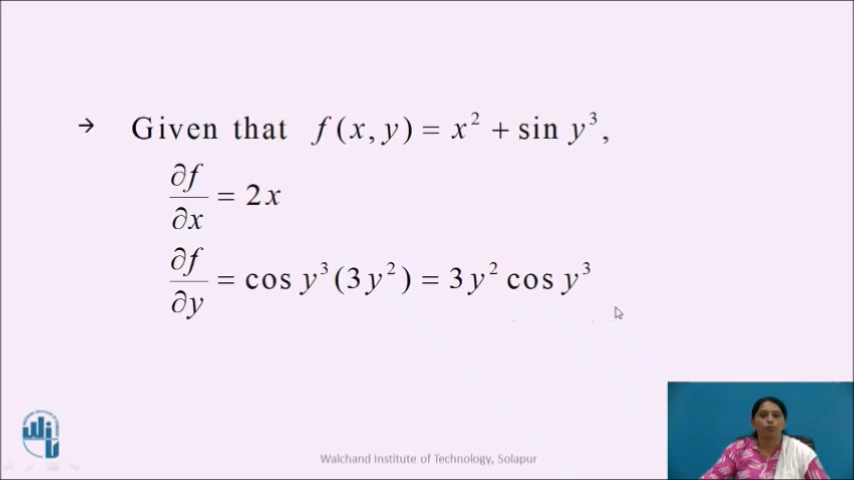 → Given that f(x, y) = x² + sin y³,
∂f/∂x = 2x
∂f/∂y = cos y³(3y²) = 3y² cos y³
Walchand Institute of Technology, Solapur